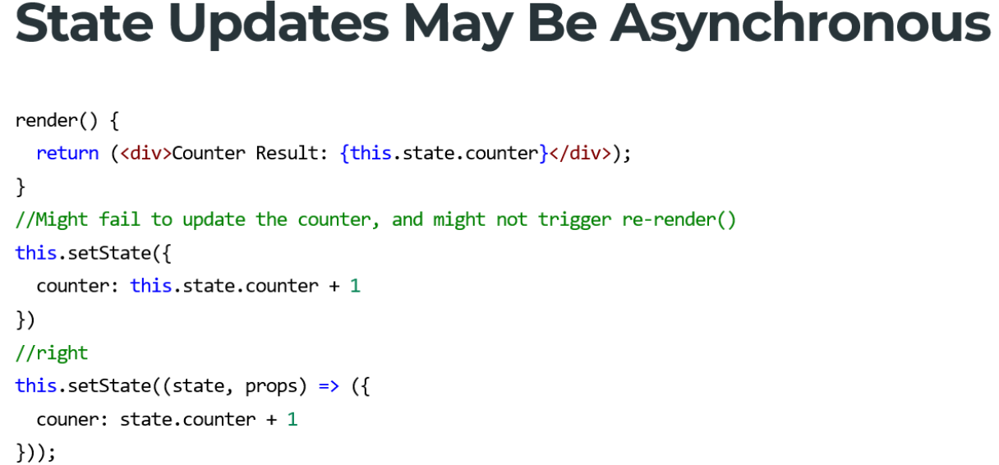 State Updates May Be Asynchronous
render() {
  return (<div>Counter Result: {this.state.counter}</div>);
}
//Might fail to update the counter, and might not trigger re-render()
this.setState({
  counter: this.state.counter + 1
})
//right
this.setState((state, props) => ({
  couner: state.counter + 1
}));